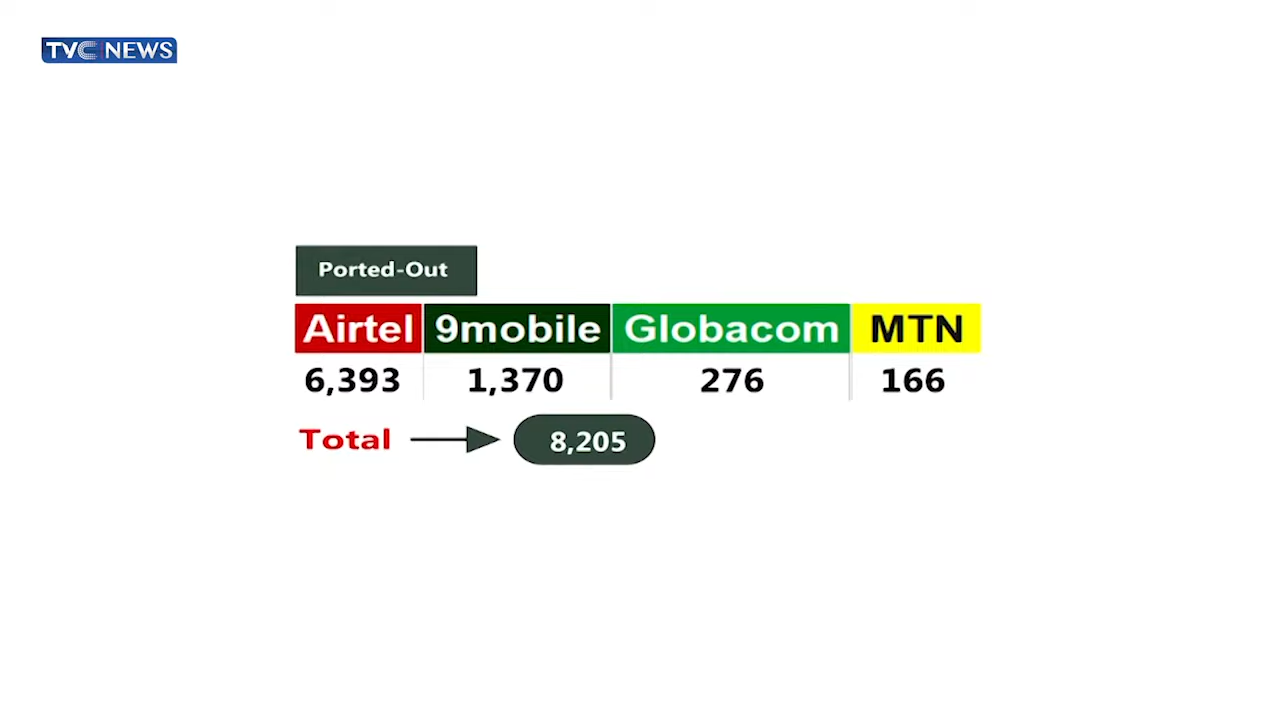 TVC NEWS
Ported-Out
Airtel 9mobile Globacom MTN
6,393 1,370 276 166
Total 8,205